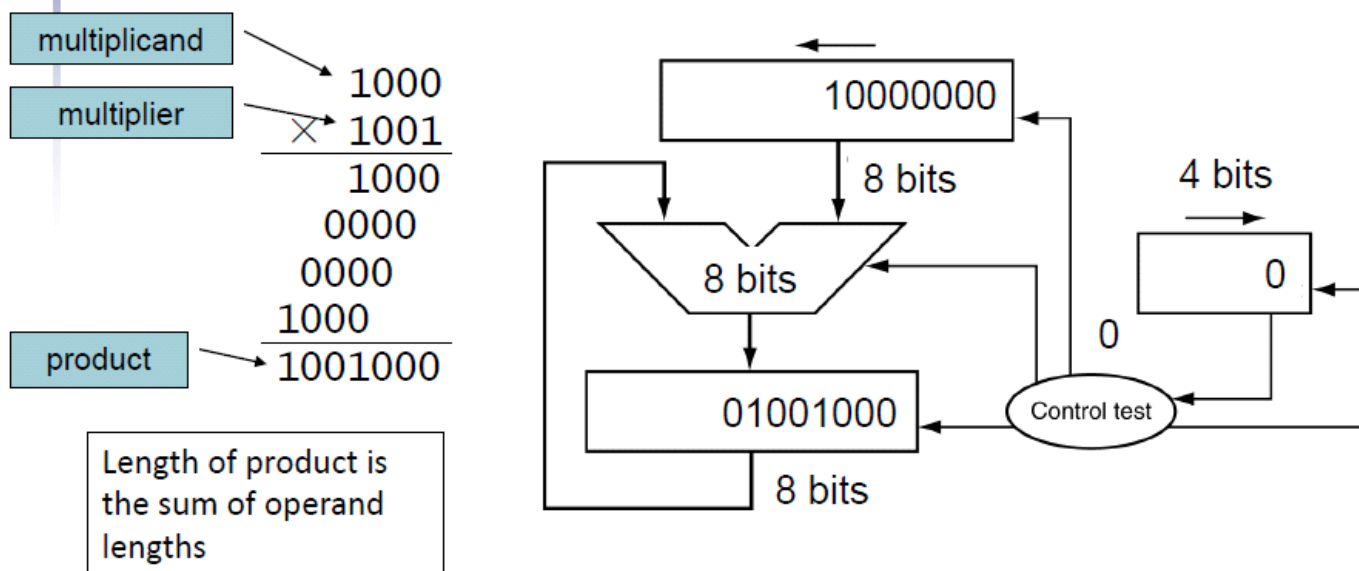 multiplicand
1000
multiplier
× 1001
1000
0000
0000
1000
product
1001000
Length of product is
the sum of operand
lengths
10000000
8 bits
4 bits
8 bits
0
0
01001000
Control test
8 bits